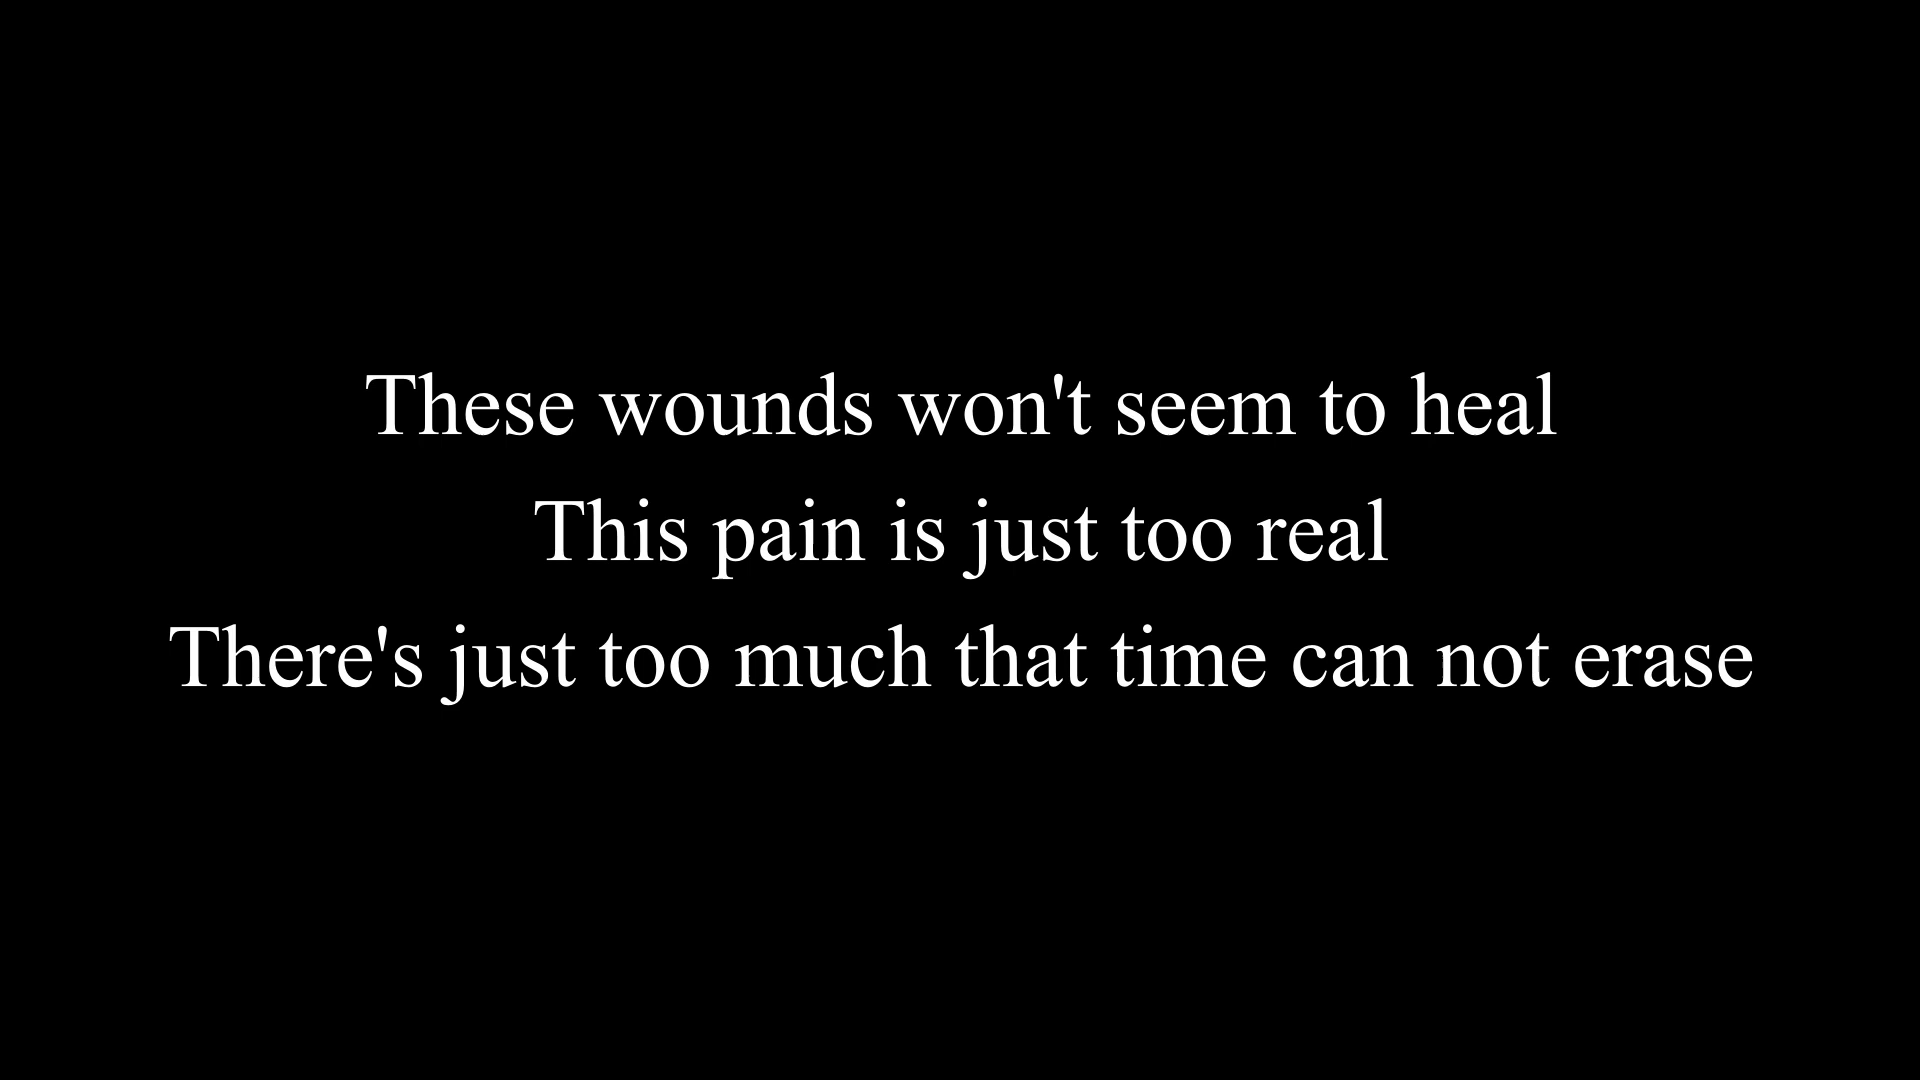 These wounds won't seem to heal
This pain is just too real
There's just too much that time can not erase